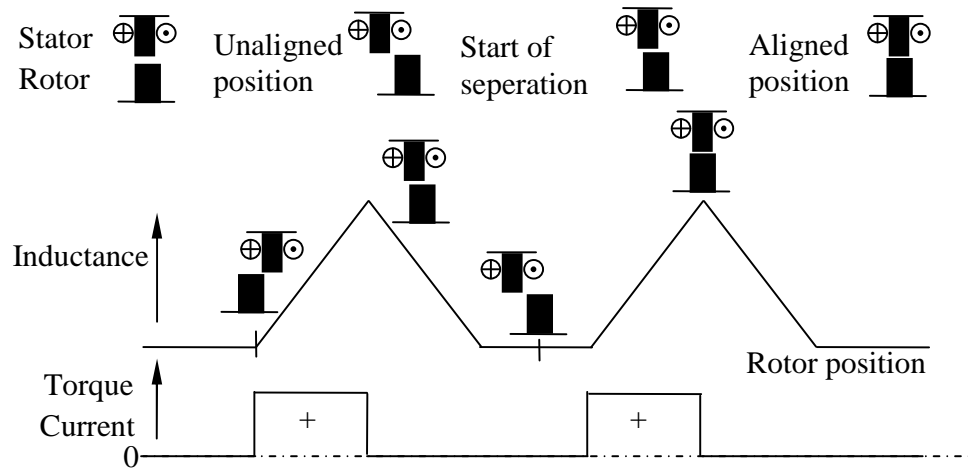 Stator
Rotor
Unaligned
position
Start of
seperation
Aligned
position
Inductance
Rotor position
Torque
Current
+
+
0